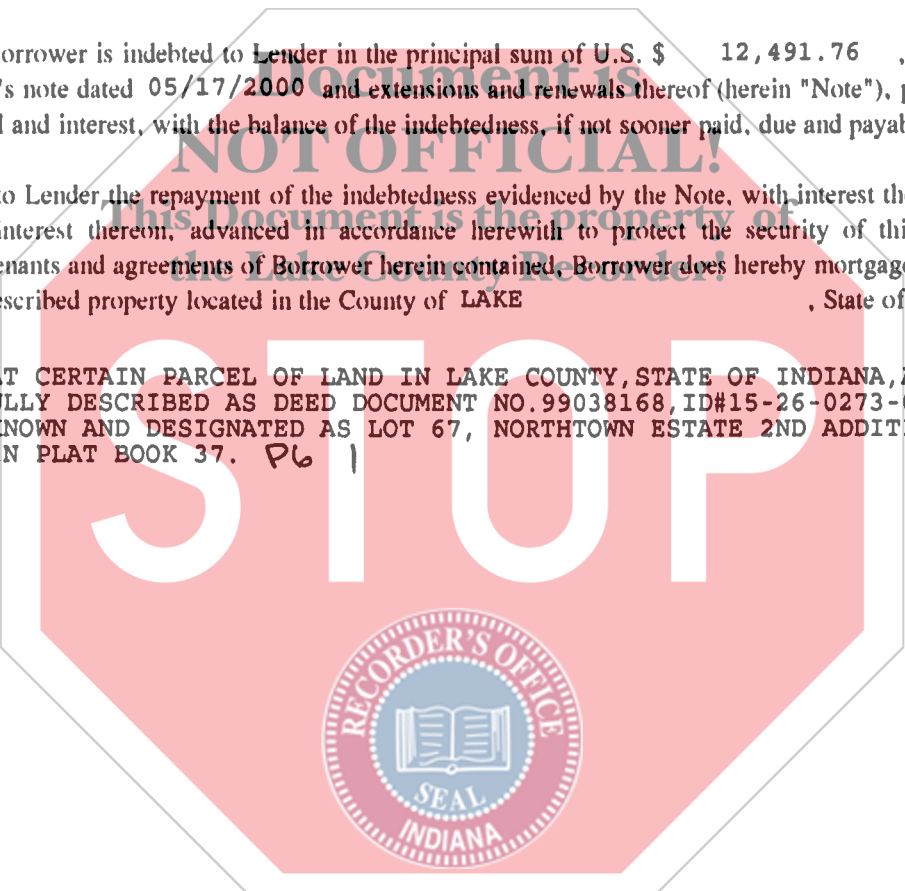 orrower is indebted to Lender in the principal sum of U.S. $ 12,491.76 ,
's note dated 05/17/2000 and extensions and renewals thereof (herein "Note"), p
l and interest, with the balance of the indebtedness, if not sooner paid, due and payab
Document is
NOT OFFICIAL!
to Lender the repayment of the indebtedness evidenced by the Note, with interest the
This Document is the property of
interest thereon, advanced in accordance herewith to protect the security of thi
the Lake County Recorder!
enants and agreements of Borrower herein contained, Borrower does hereby mortgage
escribed property located in the County of LAKE , State of
AT CERTAIN PARCEL OF LAND IN LAKE COUNTY,STATE OF INDIANA,A
ULLY DESCRIBED AS DEED DOCUMENT NO.99038168,ID#15-26-0273-
NOWN AND DESIGNATED AS LOT 67, NORTHTOWN ESTATE 2ND ADDIT
N PLAT BOOK 37. PG 1
STOP
RECORDER'S OFFICE
SEAL
INDIANA